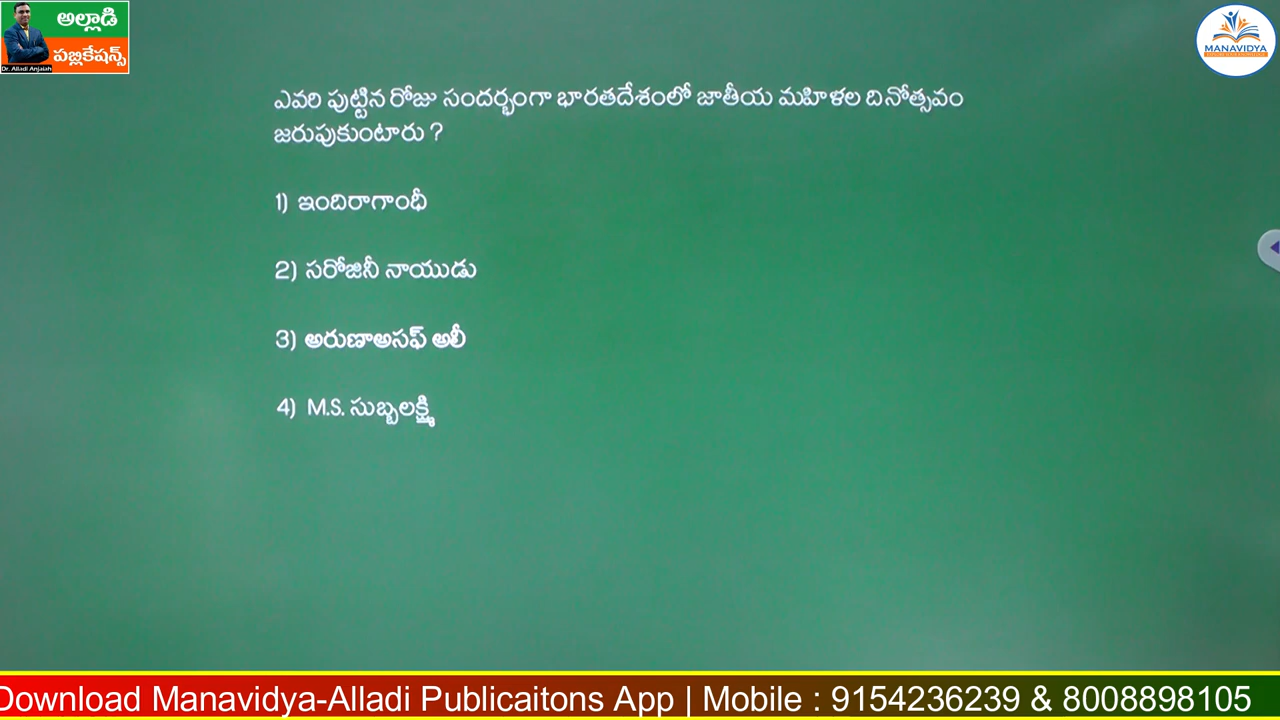 అల్లాడి
పబ్లికేషన్స్
Dr. Alladi Anjaiah
MANAVIDYA
ఎవరి పుట్టిన రోజు సందర్భంగా భారతదేశంలో జాతీయ మహిళల దినోత్సవం
జరుపుకుంటారు ?
1) ఇందిరాగాంధీ
2) సరోజినీ నాయుడు
3) అరుణాఅసఫ్ అలీ
4) M.S. సుబ్బలక్ష్మి
Download Manavidya-Alladi Publicaitons App | Mobile : 9154236239 & 8008898105